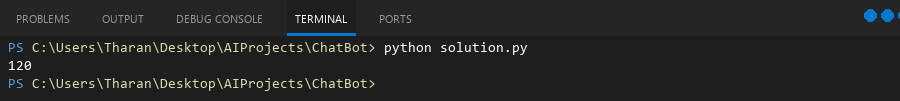 PROBLEMS OUTPUT DEBUG CONSOLE TERMINAL PORTS
PS C:\Users\Tharan\Desktop\AIProjects\ChatBot> python solution.py
120
PS C:\Users\Tharan\Desktop\AIProjects\ChatBot>